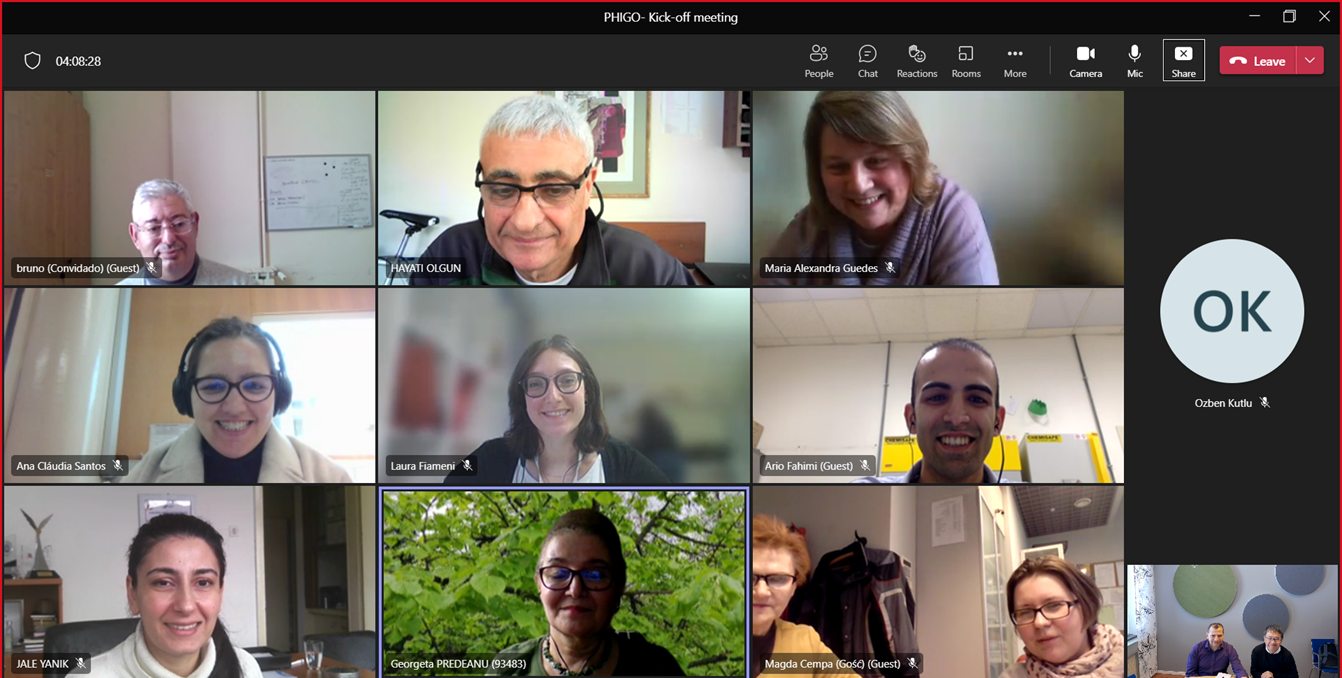 PHIGO- Kick-off meeting
04:08:28
People
Chat
Reactions
Rooms
More
Camera
Mic
Share
Leave
bruno (Convidado) (Guest)
HAYATI OLGUN
Maria Alexandra Guedes
OK
Ozben Kutlu
Ana Cláudia Santos
Laura Fiameni
CHEMISAFE
CHEMISAFE
Ario Fahimi (Guest)
JALE YANIK
Georgeta PREDEANU (93483)
Magda Cempa (Gość) (Guest)